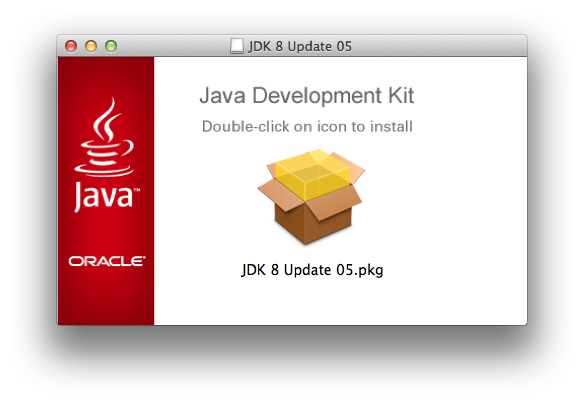 JDK 8 Update 05
Java Development Kit
Double-click on icon to install
Java™
ORACLE®
JDK 8 Update 05.pkg